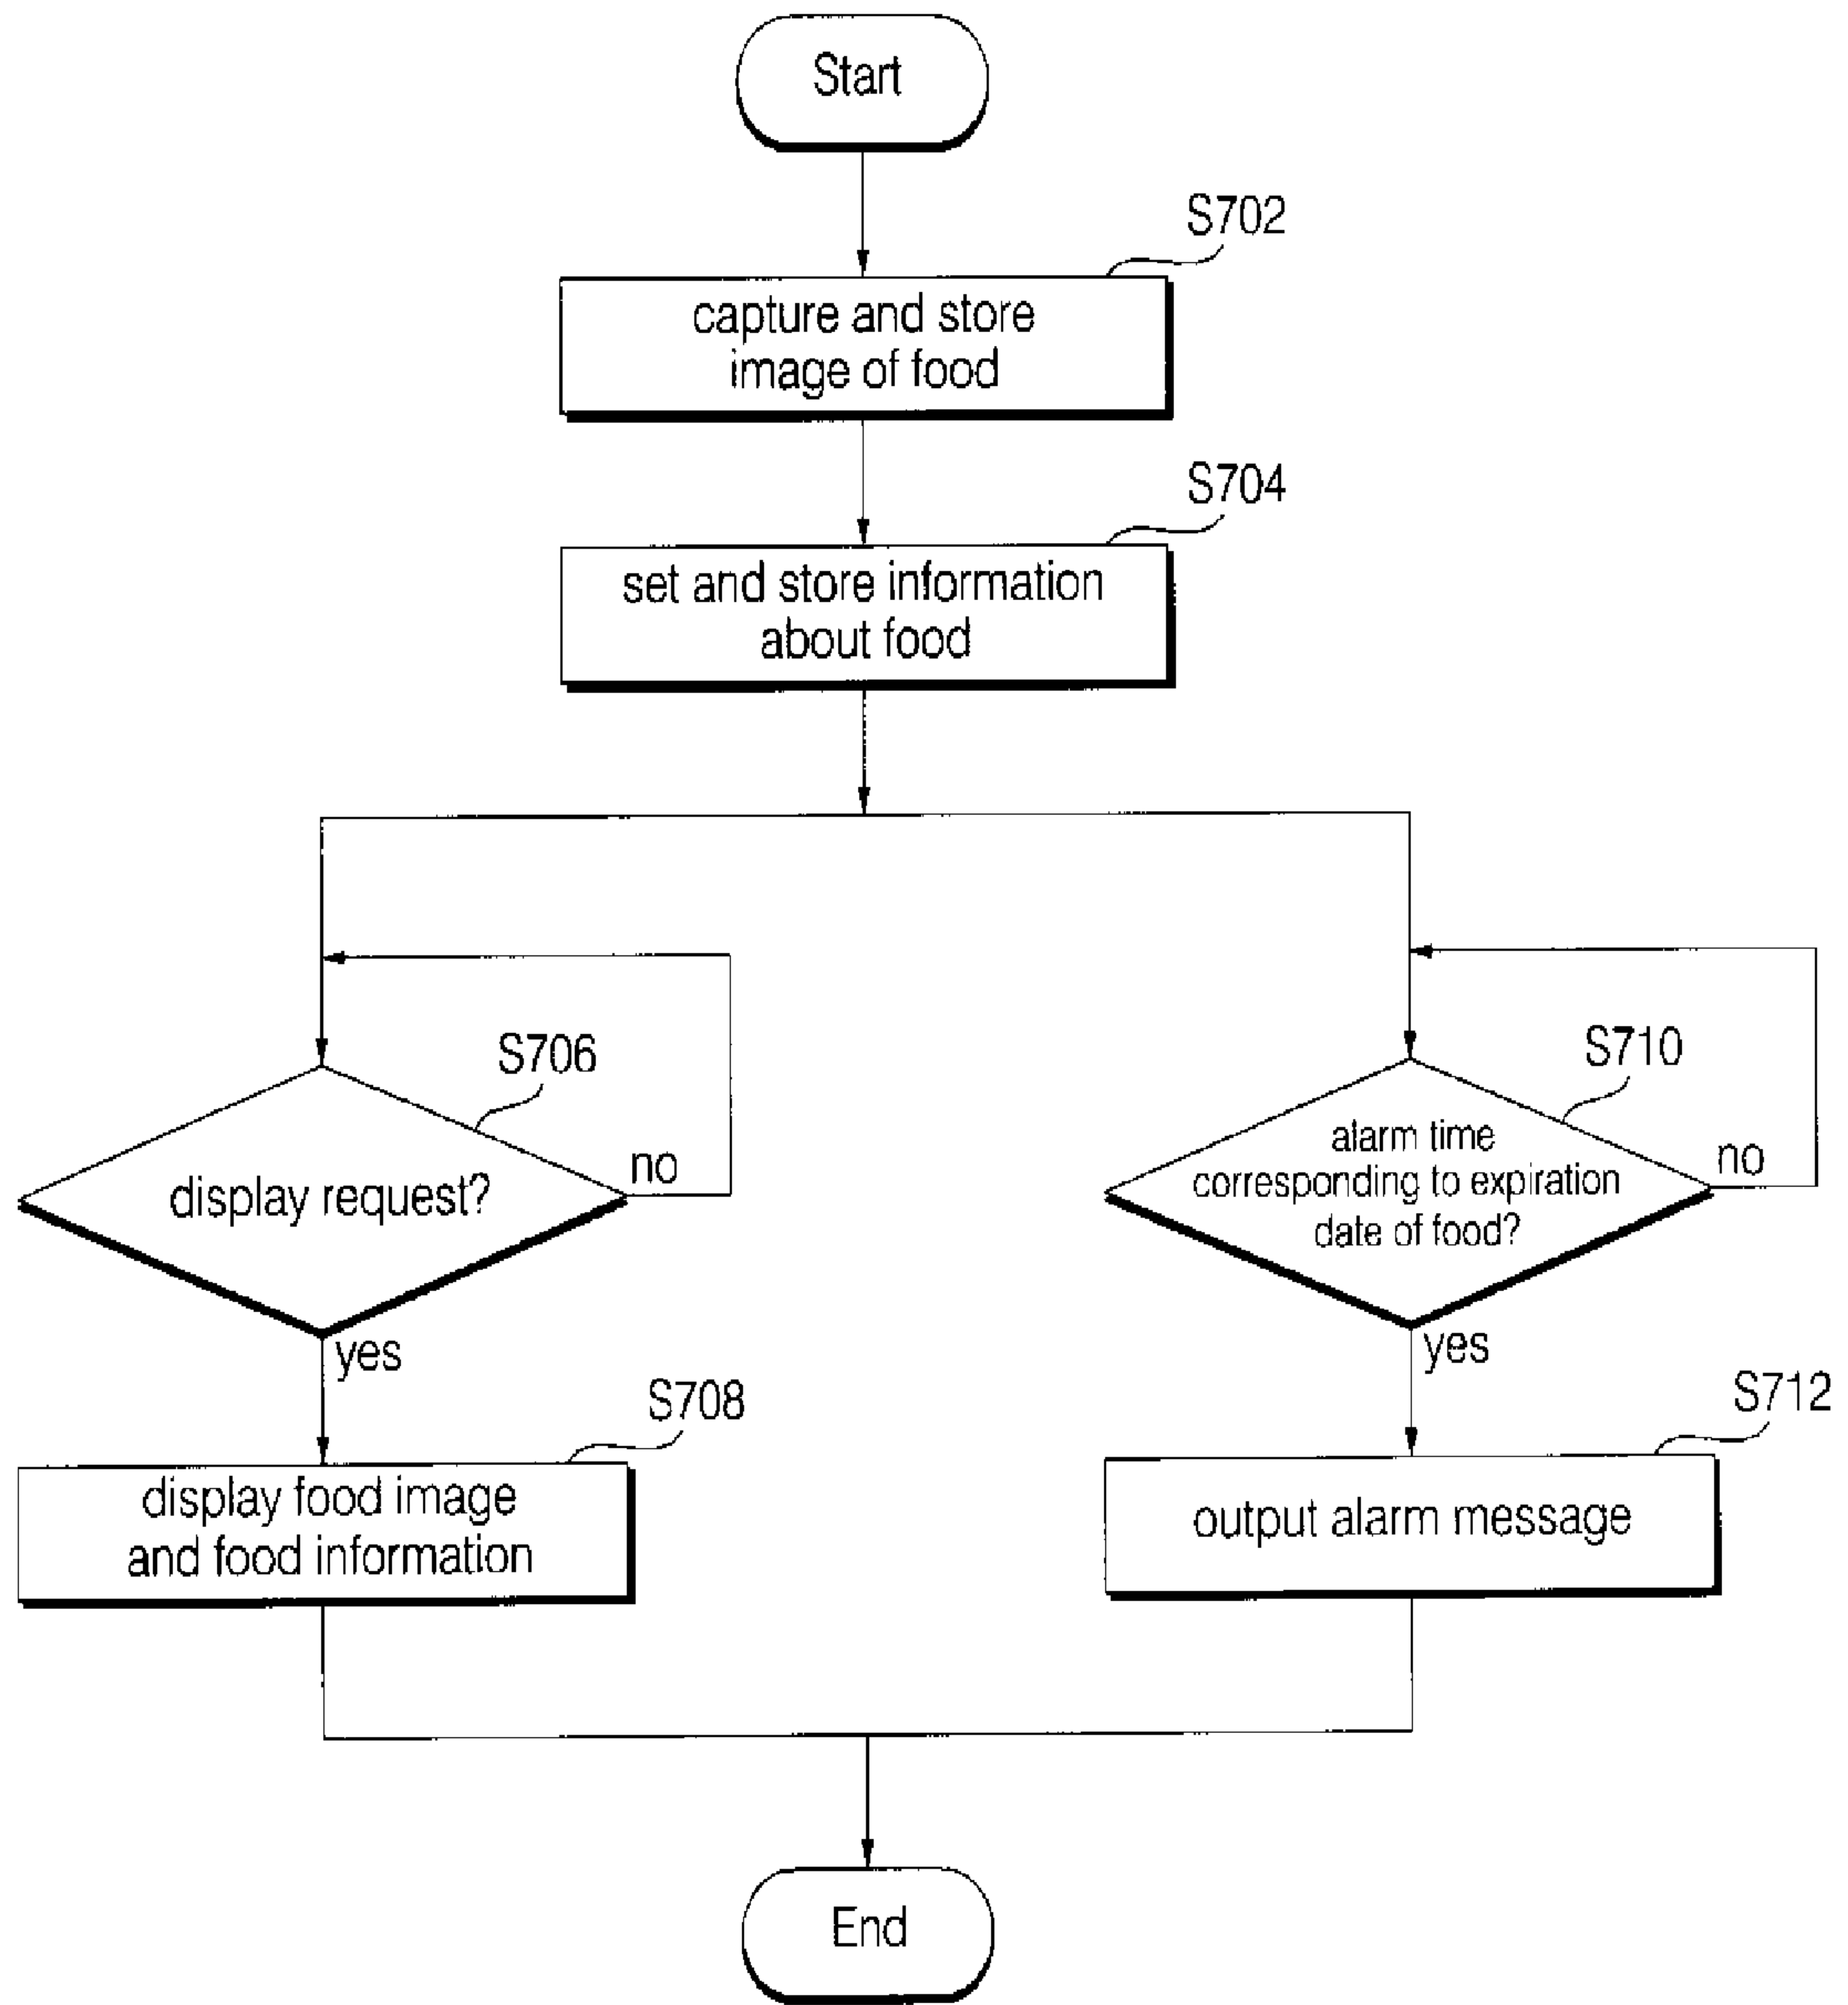 Start
S702
capture and store
image of food
S704
set and store information
about food
S706
display request?
no
yes
S708
display food image
and food information
S710
alarm time
corresponding to expiration
date of food?
no
yes
S712
output alarm message
End